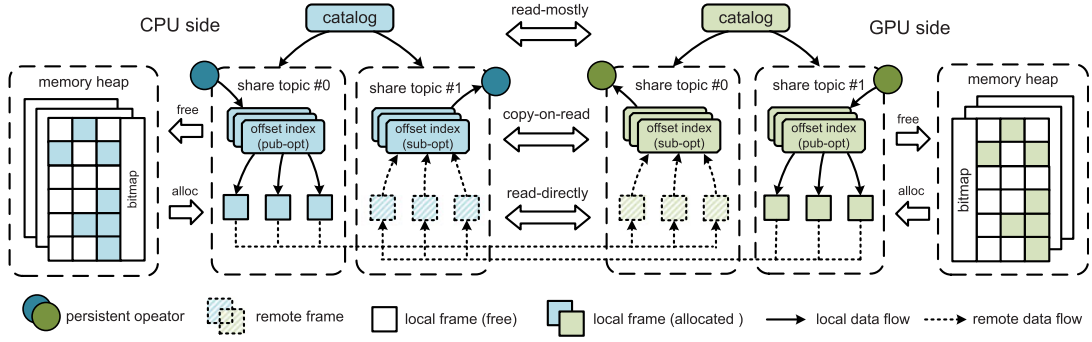 CPU side
catalog
read-mostly
catalog
GPU side
memory heap
share topic #0
share topic #1
share topic #0
share topic #1
memory heap
free
offset index
(pub-opt)
offset index
(sub-opt)
copy-on-read
offset index
(sub-opt)
offset index
(pub-opt)
free
bitmap
alloc
read-directly
alloc
bitmap
persistent opeator
remote frame
local frame (free)
local frame (allocated )
local data flow
remote data flow